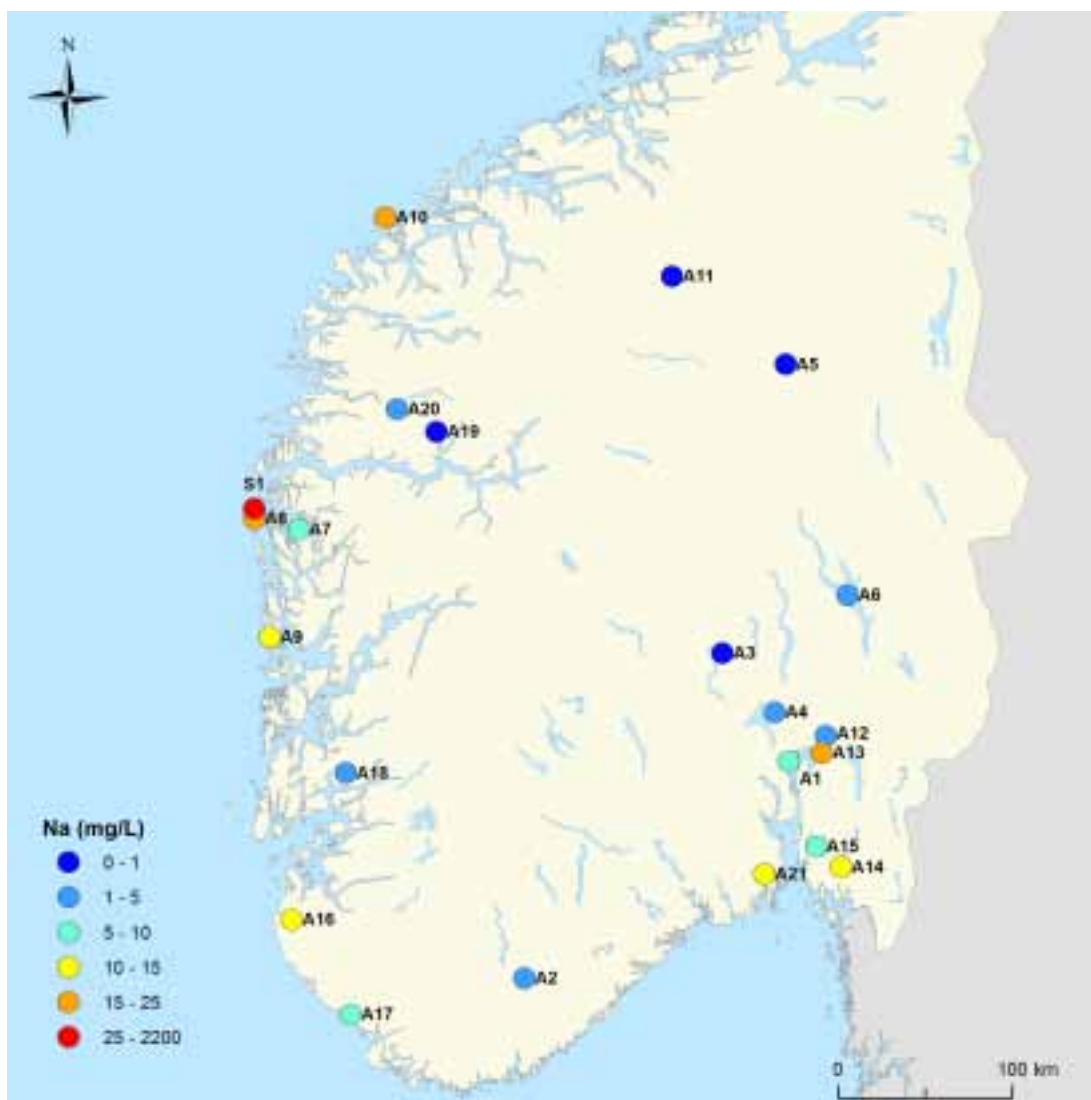 N
A10
A11
A5
A20
A19
S1
A8
A7
A6
A9
A3
A4
A12
A13
A1
A18
Na (mg/L)
0 - 1
1 - 5
5 - 10
10 - 15
15 - 25
25 - 2200
A15
A14
A21
A16
A2
A17
0
100 km